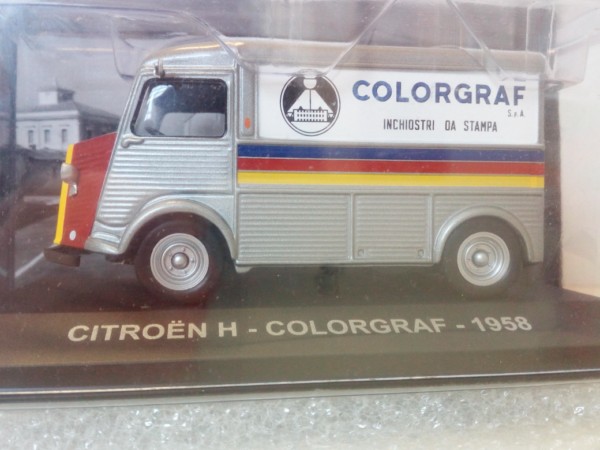 COLORGRAF
S.p.A.
INCHIOSTRI DA STAMPA
CITROËN H - COLORGRAF - 1958